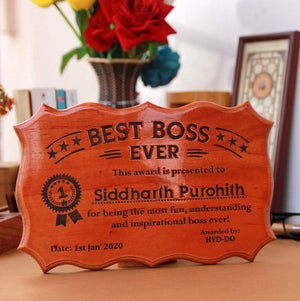 BEST BOSS
EVER
This award is presented to
Siddharth Purohith
1
for being the most fun, understanding
and inspirational boss ever!
Awarded by:
HYD-DO
Date: 1st Jan' 2020